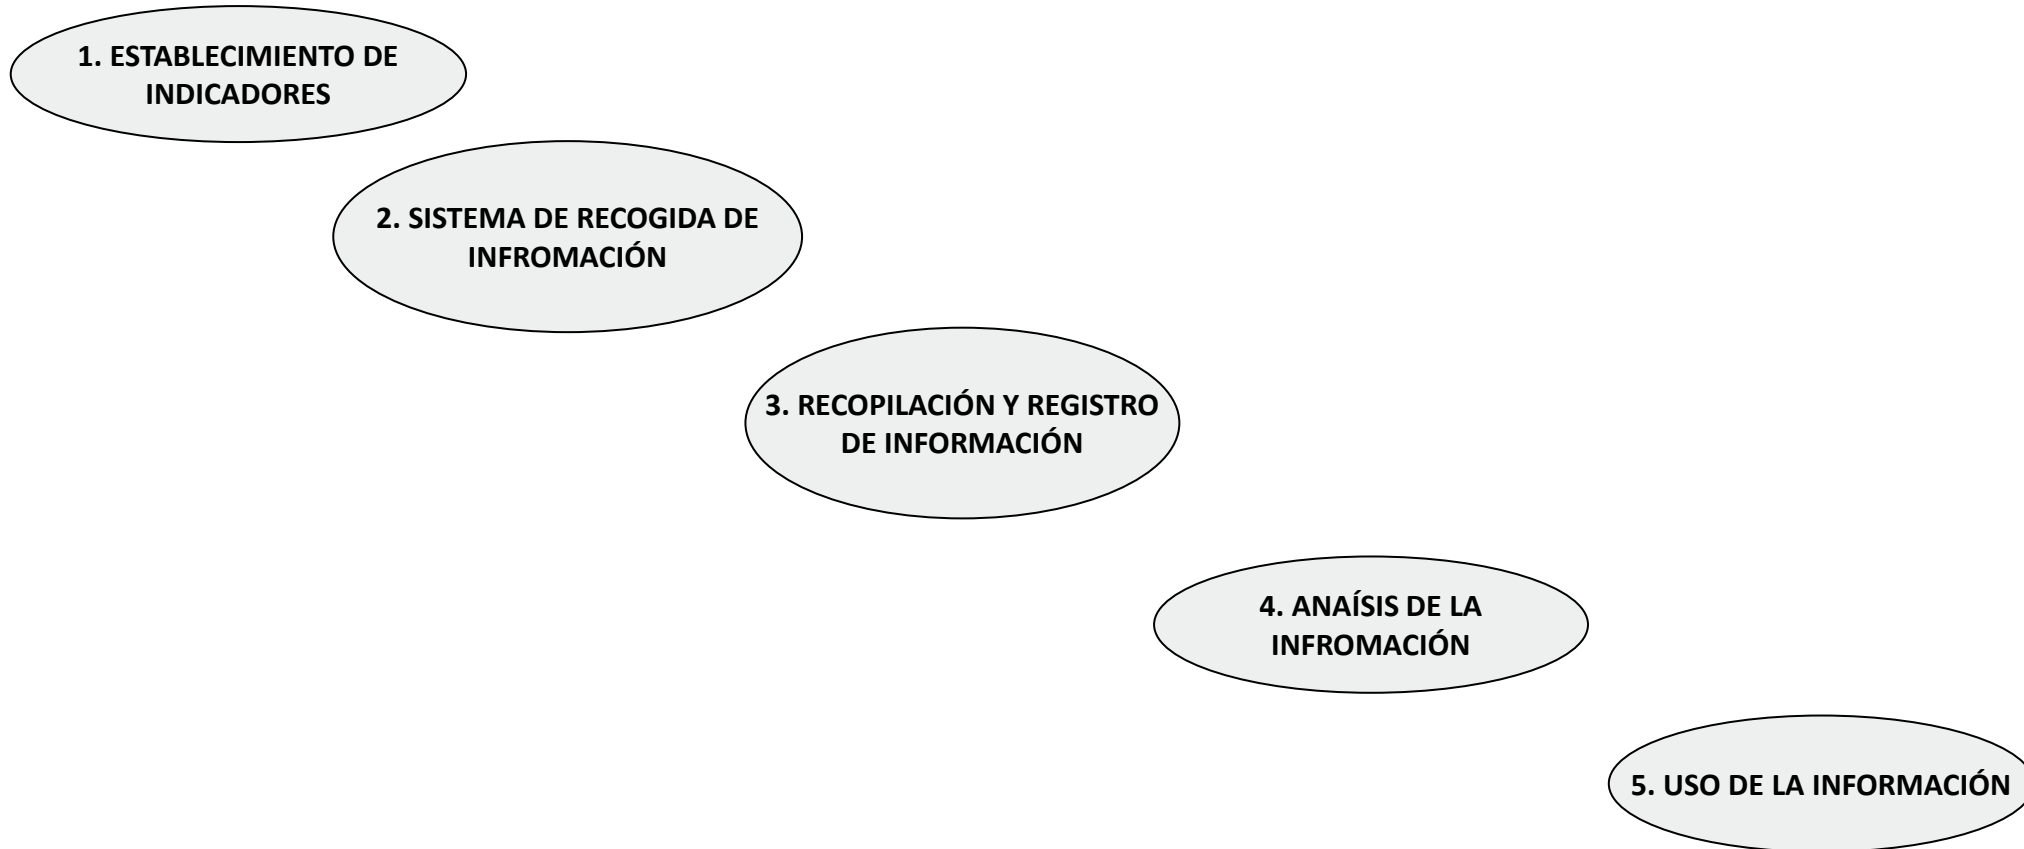 1. ESTABLECIMIENTO DE
INDICADORES
2. SISTEMA DE RECOGIDA DE
INFROMACIÓN
3. RECOPILACIÓN Y REGISTRO
DE INFORMACIÓN
4. ANAÍSIS DE LA
INFROMACIÓN
5. USO DE LA INFORMACIÓN